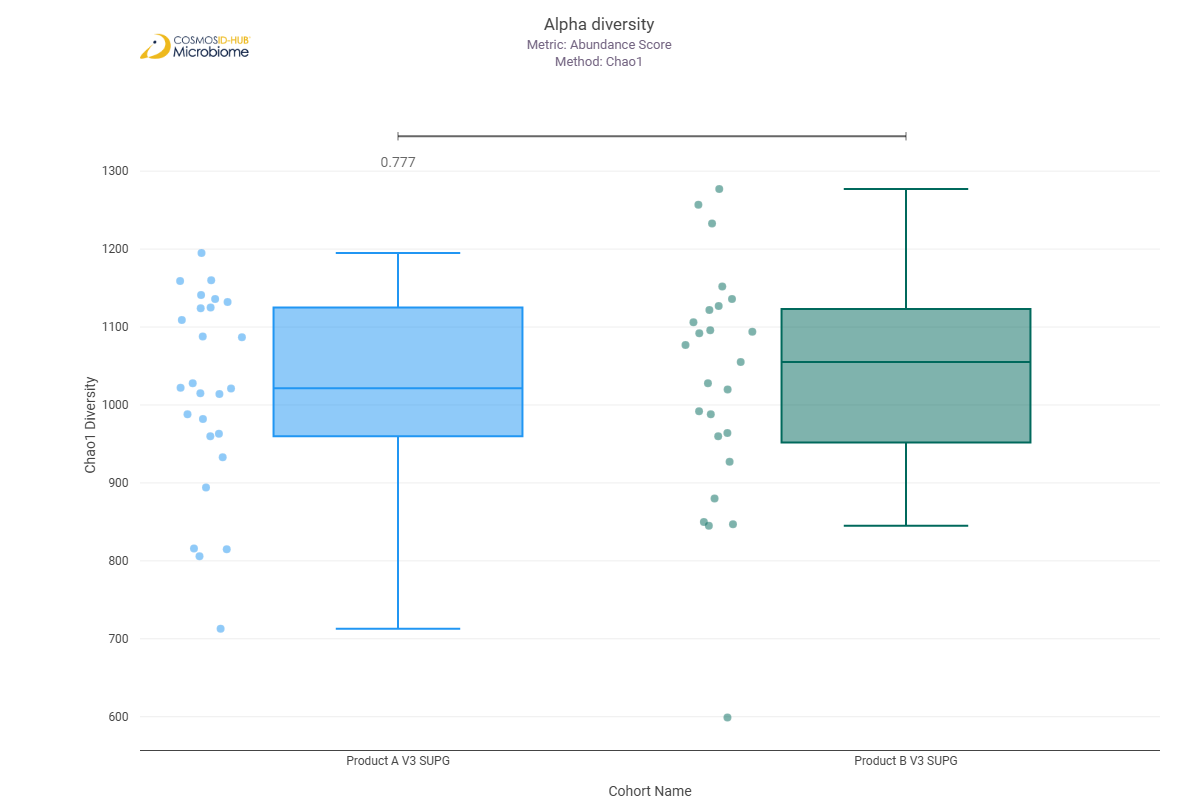 Alpha diversity
Metric: Abundance Score
Method: Chao1
COSMOSID-HUB
Microbiome
0.777
1300
1200
1100
1000
900
800
700
600
Chao1 Diversity
Product A V3 SUPG
Product B V3 SUPG
Cohort Name